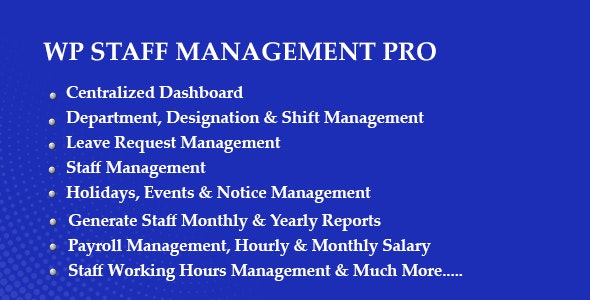 WP STAFF MANAGEMENT PRO
Centralized Dashboard
Department, Designation & Shift Management
Leave Request Management
Staff Management
Holidays, Events & Notice Management
Generate Staff Monthly & Yearly Reports
Payroll Management, Hourly & Monthly Salary
Staff Working Hours Management & Much More.....